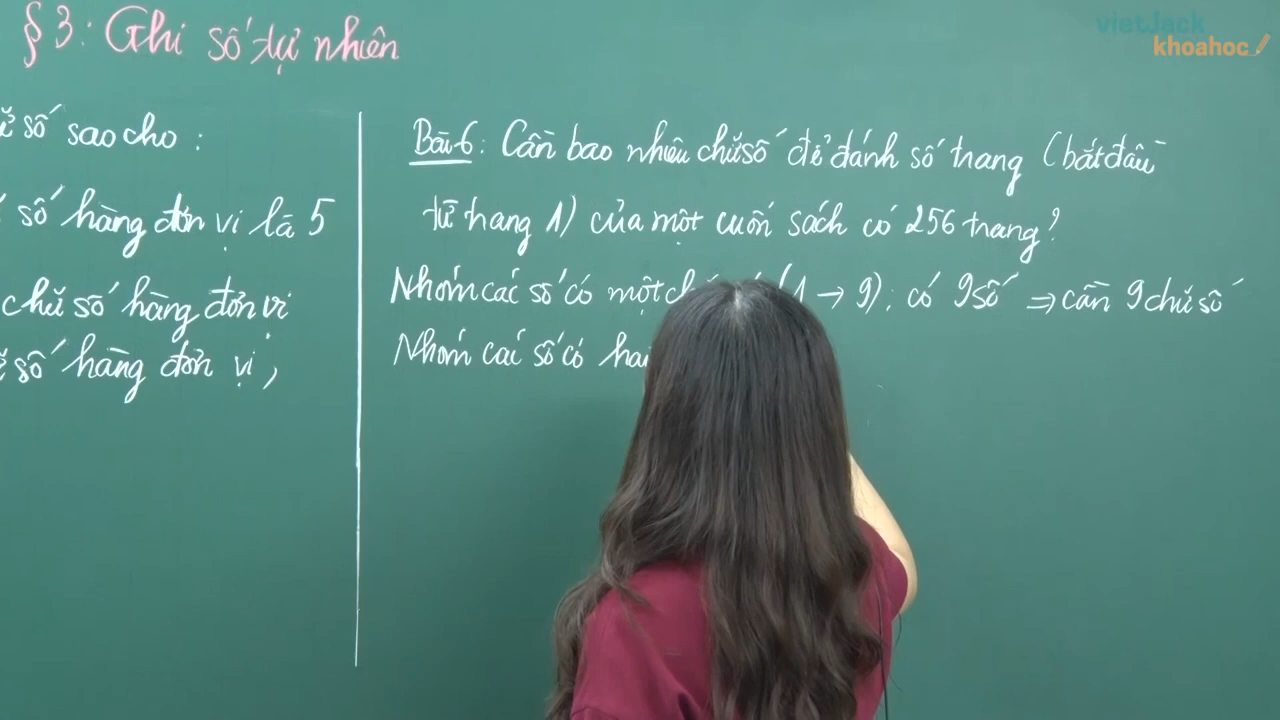 §3: Ghi số tự nhiên
vietJack
khoahoc
số sao cho:
số hàng đơn vị là 5
chữ số hàng đơn vị
số hàng đơn vị,
Bài 6: Cần bao nhiêu chữ số để đánh số trang (bắt đầu
từ trang 1) của một cuốn sách có 256 trang?
Nhóm các số có một (1 → 9): có 9 số ⇒ cần 9 chữ số
Nhóm các số có hai